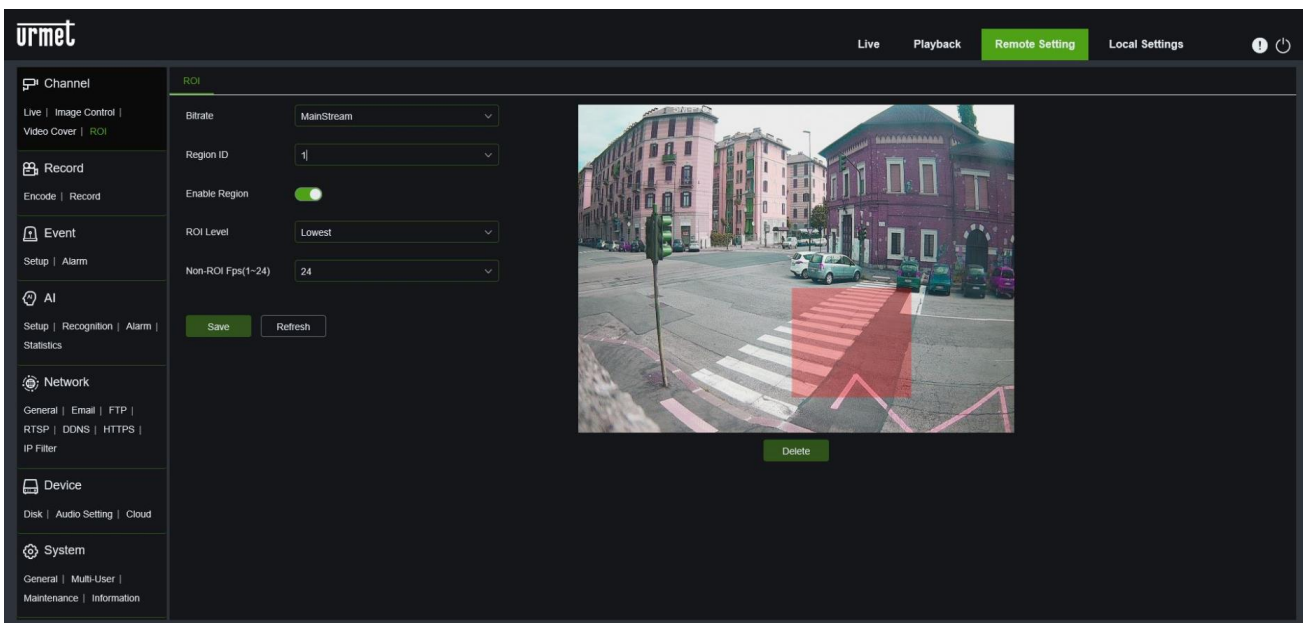 urmet
Live Playback Remote Setting Local Settings
Channel
Live | Image Control |
Video Cover | ROI
Record
Encode | Record
Event
Setup | Alarm
AI
Setup | Recognition | Alarm |
Statistics
Network
General | Email | FTP |
RTSP | DDNS | HTTPS |
IP Filter
Device
Disk | Audio Setting | Cloud
System
General | Multi-User |
Maintenance | Information
ROI
Bitrate MainStream
Region ID 1
Enable Region
ROI Level Lowest
Non-ROI Fps(1~24) 24
Save Refresh
Delete